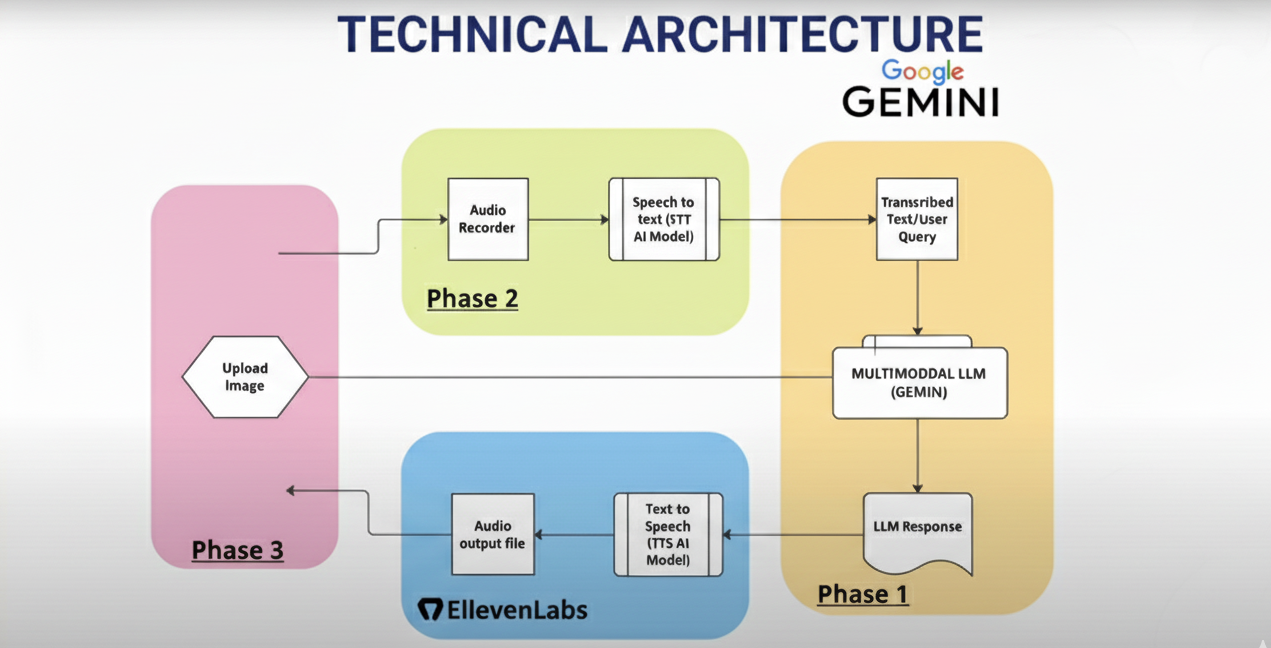 TECHNICAL ARCHITECTURE
Google
GEMINI
Audio
Recorder
Speech to
text (STT
AI Model)
Transribed
Text/User
Query
Phase 2
Upload
Image
MULTIMODDAL LLM
(GEMIN)
Phase 3
Audio
output file
Text to
Speech
(TTS AI
Model)
LLM Response
EllevenLabs
Phase 1